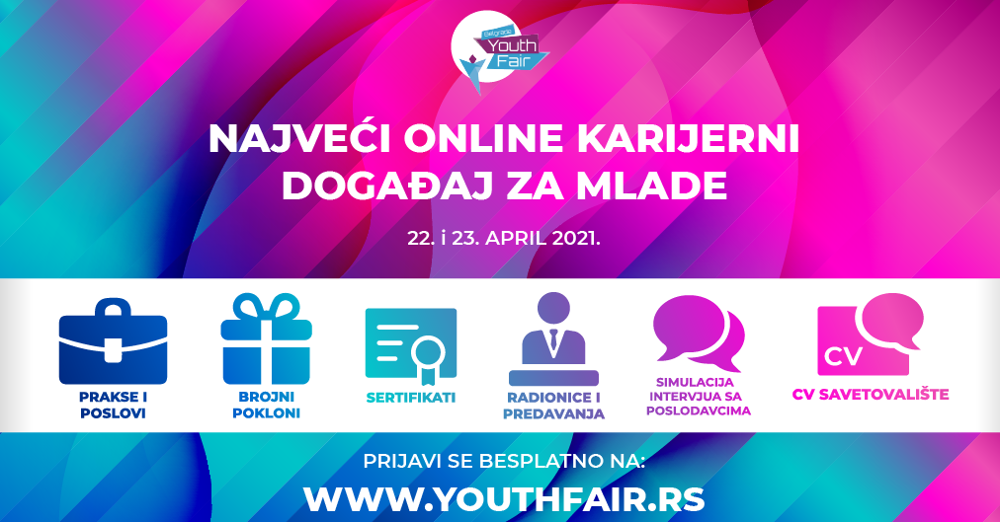 Belgrade
Youth
Fair
NAJVEĆI ONLINE KARIJERNI
DOGAĐAJ ZA MLADE
22. i 23. APRIL 2021.
PRAKSE I
POSLOVI
BROJNI
POKLONI
SERTIFIKATI
RADIONICE I
PREDAVANJA
SIMULACIJA
INTERVJUA SA
POSLODAVCIMA
CV
CV SAVETOVALIŠTE
PRIJAVI SE BESPLATNO NA:
WWW.YOUTHFAIR.RS